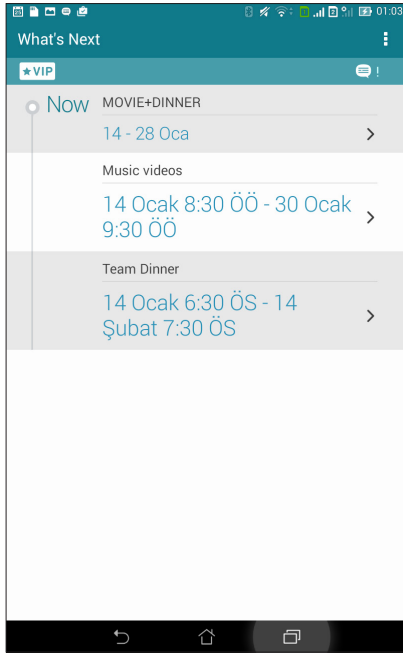 01:03
What's Next
VIP
!
Now
MOVIE+DINNER
14 - 28 Oca
Music videos
14 Ocak 8:30 ÖÖ - 30 Ocak
9:30 ÖÖ
Team Dinner
14 Ocak 6:30 ÖS - 14
Şubat 7:30 ÖS